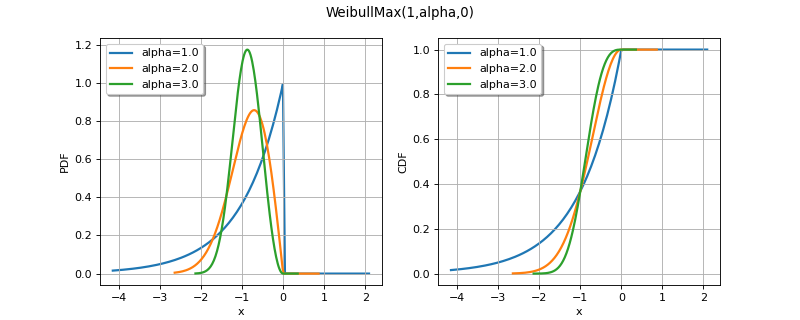 WeibullMax(1,alpha,0)
alpha=1.0
alpha=2.0
alpha=3.0
1.2
1.0
0.8
0.6
0.4
0.2
0.0
PDF
−4 −3 −2 −1 0 1 2
x
alpha=1.0
alpha=2.0
alpha=3.0
1.0
0.8
0.6
0.4
0.2
0.0
CDF
−4 −3 −2 −1 0 1 2
x